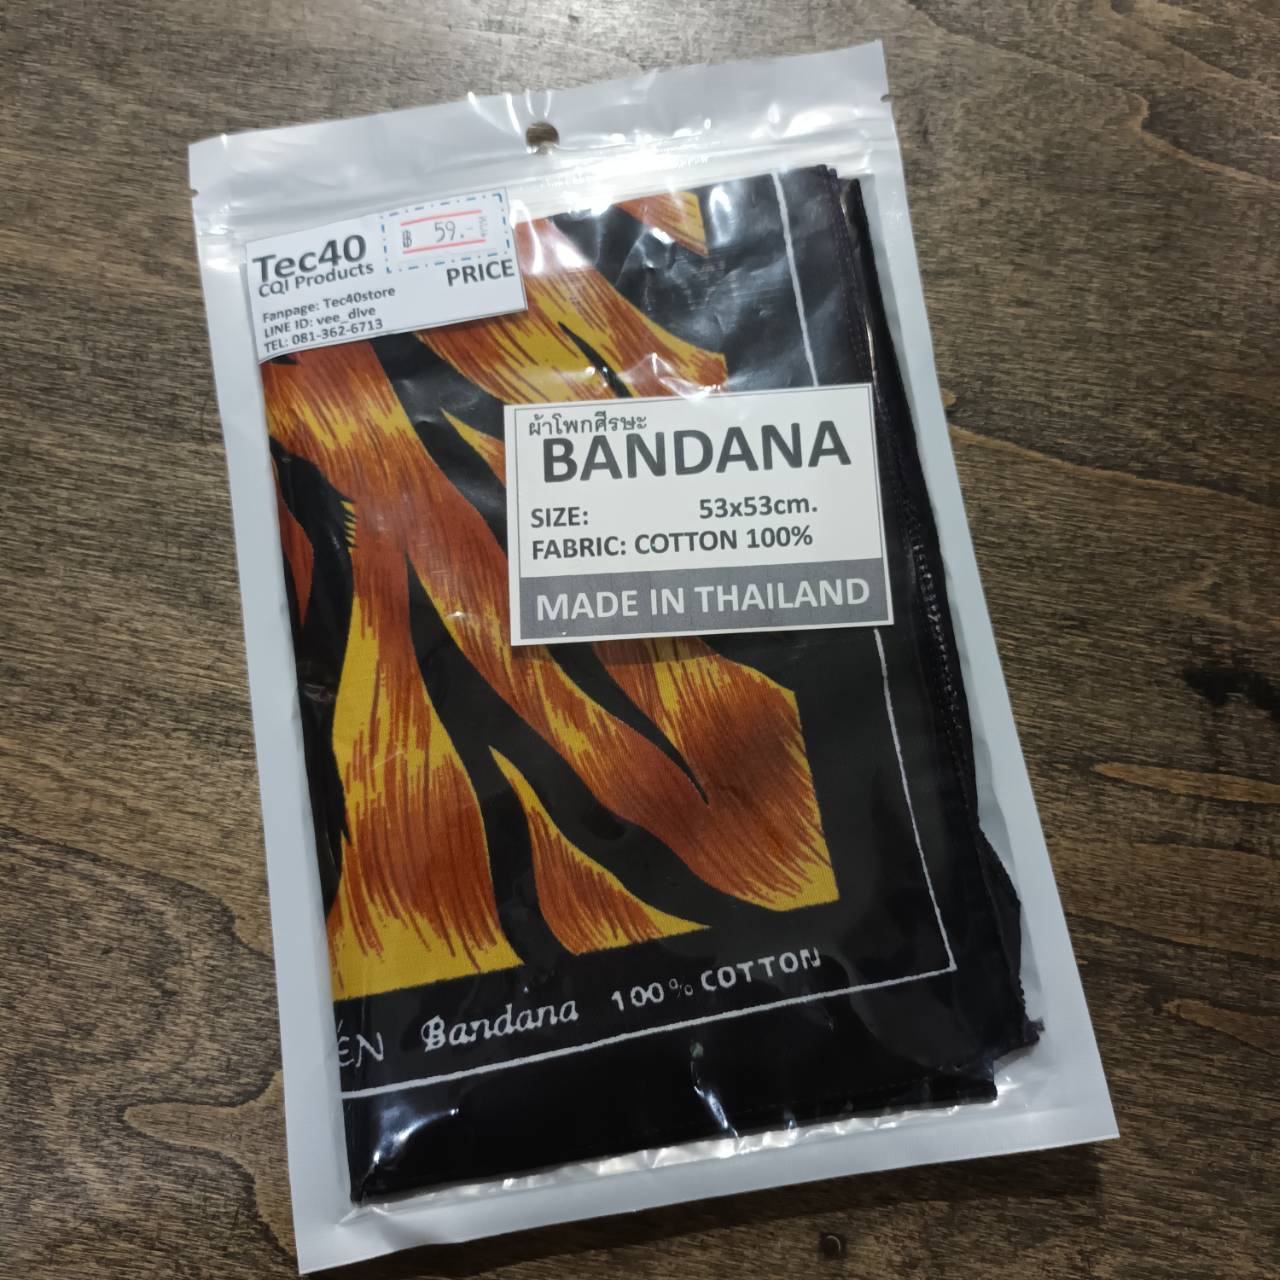 Tec40
CQI Products
฿ 59.-
PRICE
Fanpage: Tec40store
LINE ID: vee_dive
TEL: 081-362-6713
ผ้าโพกศีรษะ
BANDANA
SIZE: 53x53cm.
FABRIC: COTTON 100%
MADE IN THAILAND
Bandana 100% COTTON